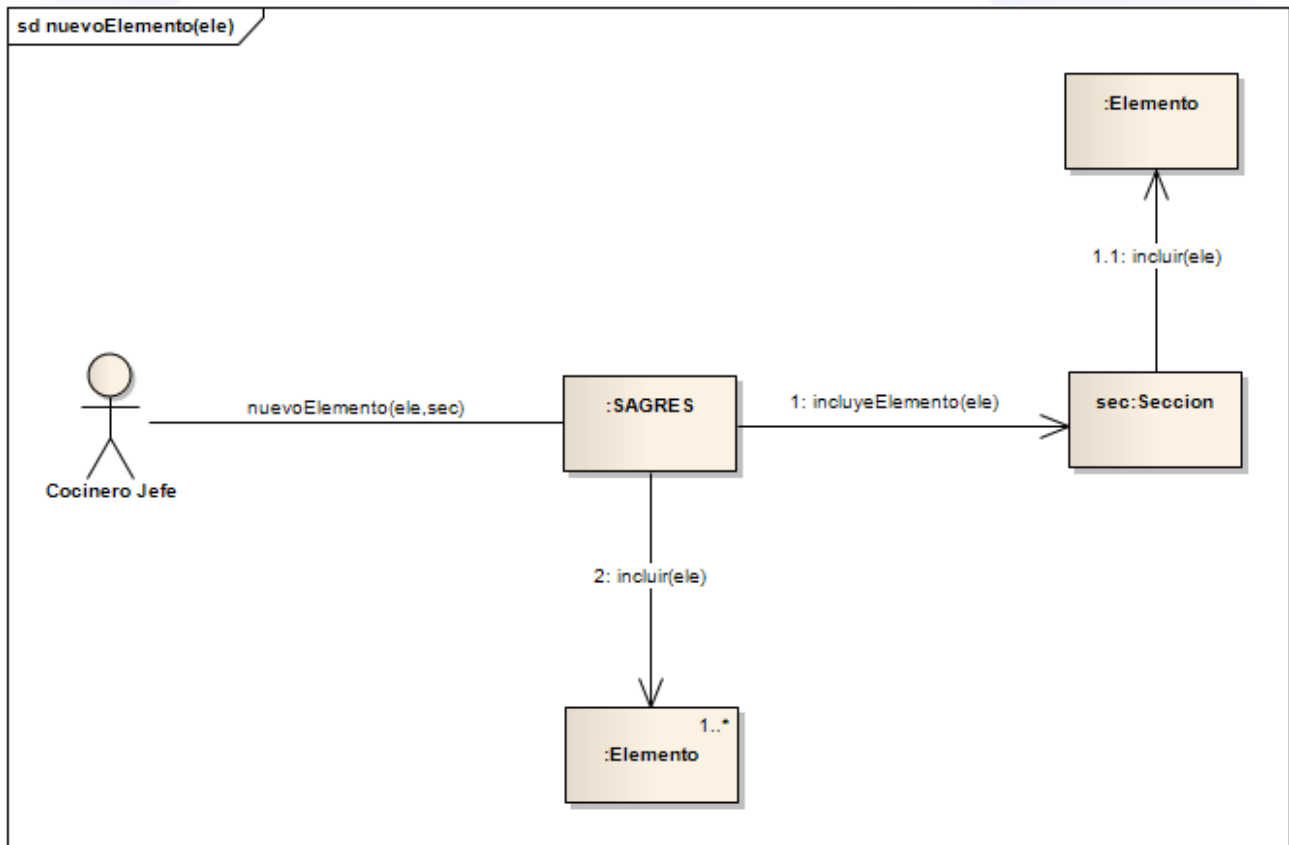 sd nuevoElemento(ele)
:Elemento
1.1: incluir(ele)
nuevoElemento(ele,sec)
:SAGRES
1: incluyeElemento(ele)
sec:Seccion
Cocinero Jefe
2: incluir(ele)
1..*
:Elemento